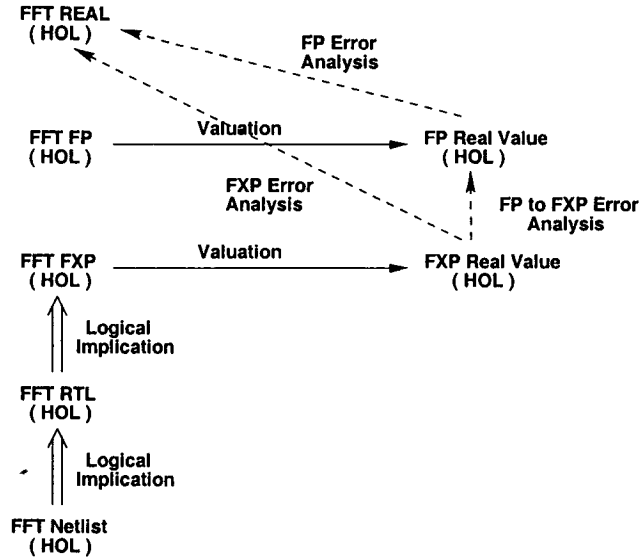 FFT REAL
( HOL )
FP Error
Analysis
FFT FP
( HOL )
Valuation
FP Real Value
( HOL )
FXP Error
Analysis
FP to FXP Error
Analysis
FFT FXP
( HOL )
Valuation
FXP Real Value
( HOL )
Logical
Implication
FFT RTL
( HOL )
Logical
Implication
FFT Netlist
( HOL )